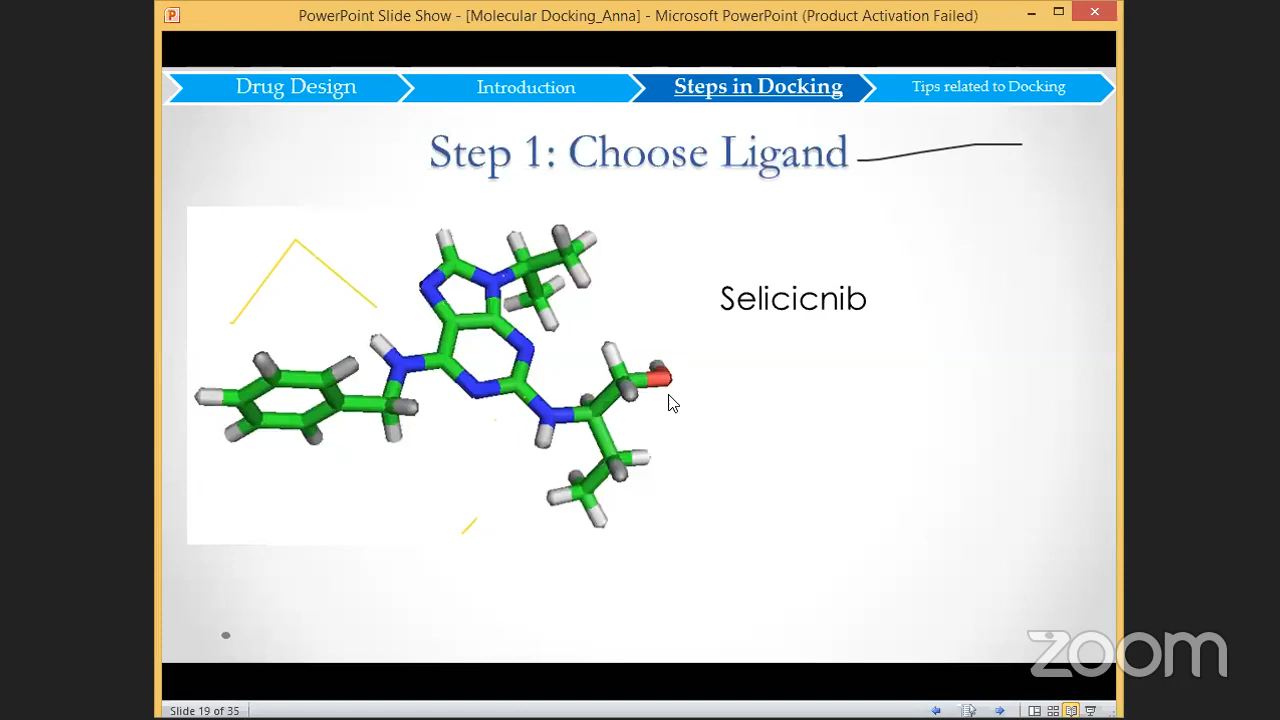 PowerPoint Slide Show - [Molecular Docking_Anna] - Microsoft PowerPoint (Product Activation Failed)
Drug Design
Introduction
Steps in Docking
Tips related to Docking
Step 1: Choose Ligand
Selicicnib
zoom
Slide 19 of 35